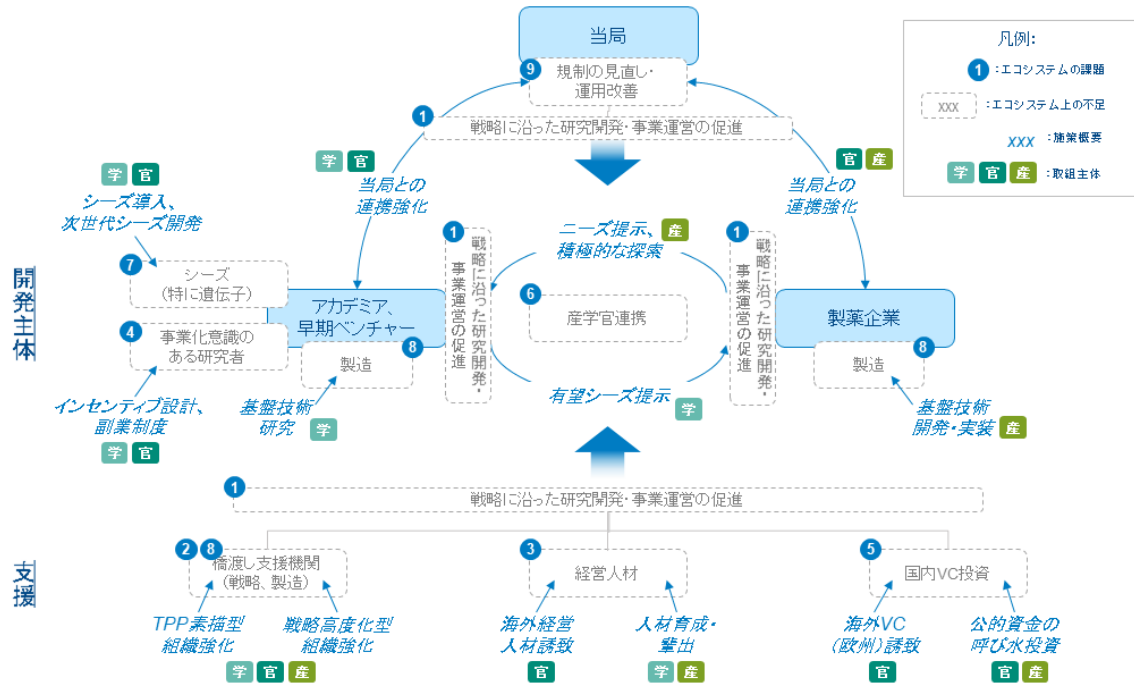 当局
9
規制の見直し・
運用改善
1
戦略に沿った研究開発・事業運営の促進
凡例:
1 :エコシステムの課題
xxx :エコシステム上の不足
xxx :施策概要
学 官 産 :取組主体
学 官
当局との
連携強化
官 産
当局との
連携強化
学 官
シーズ導入、
次世代シーズ開発
開発主体
7
シーズ
(特に遺伝子)
4
事業化意識の
ある研究者
インセンティブ設計、
副業制度
学 官
アカデミア、
早期ベンチャー
8
製造
基盤技術
研究 学
1
戦略に沿った研究開発・
事業運営の促進
ニーズ提示、 産
積極的な探索
6
産学官連携
有望シーズ提示 学
1
戦略に沿った研究開発・
事業運営の促進
製薬企業
8
製造
基盤技術
開発・実装 産
支援
1
戦略に沿った研究開発・事業運営の促進
2 8
橋渡し支援機関
(戦略、製造)
TPP素描型
組織強化
戦略高度化型
組織強化
学 官 産
3
経営人材
海外経営
人材誘致
官
人材育成・
輩出
学 産
5
国内VC投資
海外VC
(欧州)誘致
官
公的資金の
呼び水投資
官 産